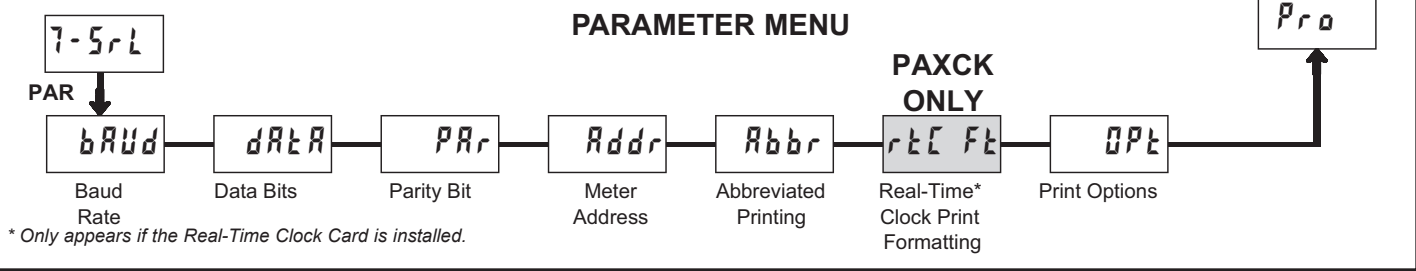 PARAMETER MENU
Pro
7-SrL
PAXCK
ONLY
PAR
bAUd
dAtA
PAr
Addr
Abbr
rtC Ft
OPt
Baud
Rate
Data Bits
Parity Bit
Meter
Address
Abbreviated
Printing
Real-Time*
Clock Print
Formatting
Print Options
* Only appears if the Real-Time Clock Card is installed.